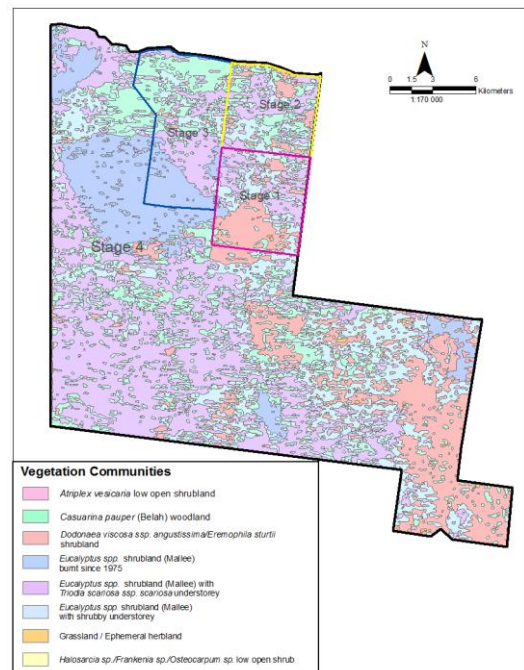 N
0 1.5 3 6
Kilometers
1:170 000
Stage 2
Stage 3
Stage 1
Stage 4
Vegetation Communities
Atriplex vesicaria low open shrubland
Casuarina pauper (Belah) woodland
Dodonaea viscosa ssp. angustissima/Eremophila sturtii
shrubland
Eucalyptus spp. shrubland (Mallee)
burnt since 1975
Eucalyptus spp. shrubland (Mallee) with
Triodia scariosa ssp. scariosa understorey
Eucalyptus spp. shrubland (Mallee)
with shrubby understorey
Grassland / Ephemeral herbland
Halosarcia sp./Frankenia sp./Osteocarpum sp. low open shrub